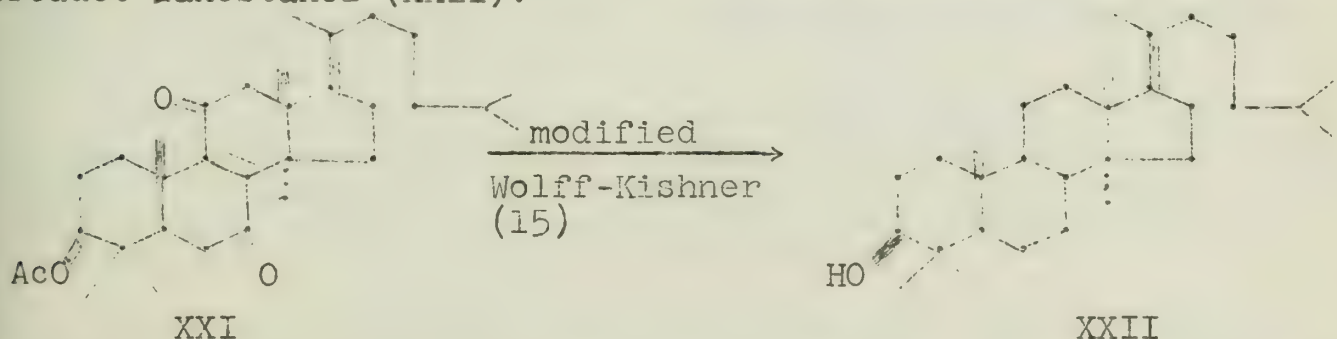 product Lanostanol (XXII).
O
modified
Wolff-Kishner
(15)
AcO
O
HO
XXI
XXII